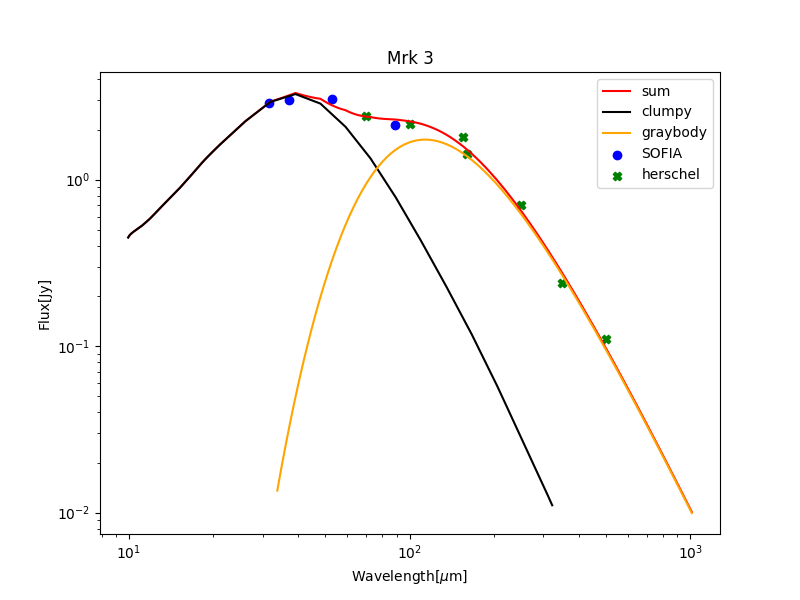 Mrk 3
sum
clumpy
graybody
SOFIA
herschel
10⁰
10⁻¹
10⁻²
Flux[Jy]
10¹
10²
10³
Wavelength[μm]